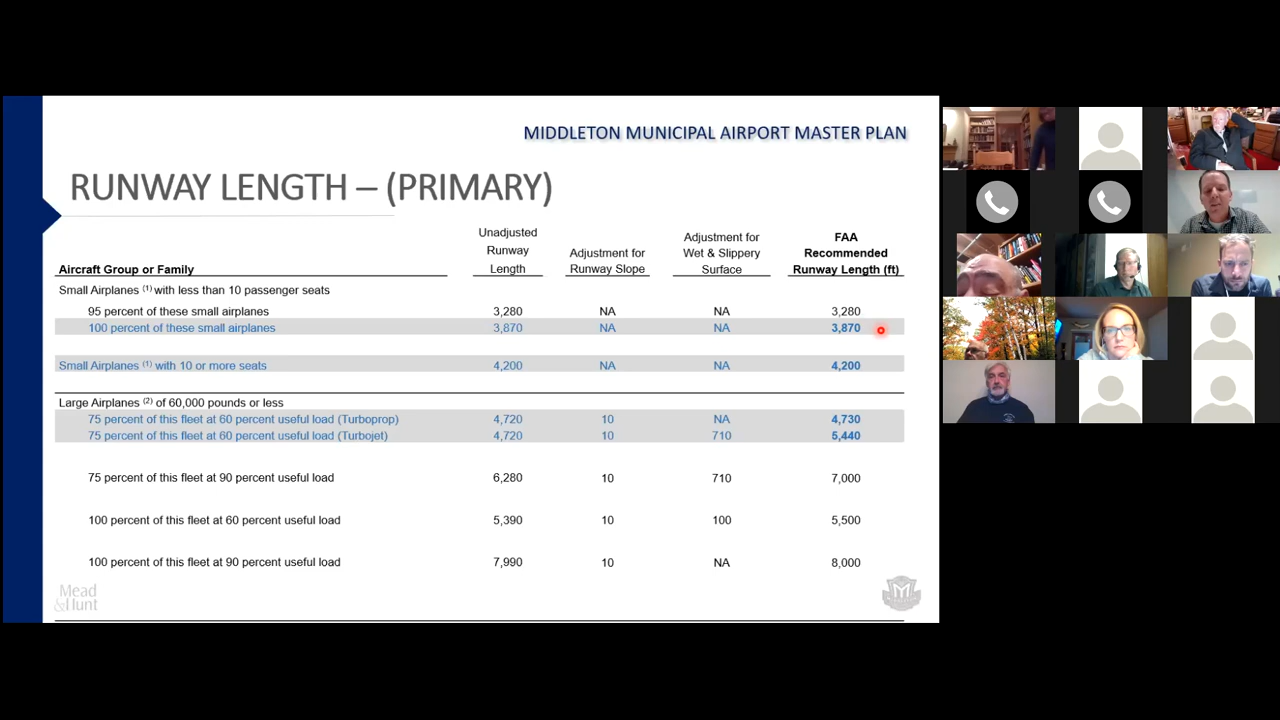 MIDDLETON MUNICIPAL AIRPORT MASTER PLAN
RUNWAY LENGTH – (PRIMARY)
Aircraft Group or Family
Unadjusted Runway Length
Adjustment for Runway Slope
Adjustment for Wet & Slippery Surface
FAA Recommended Runway Length (ft)
Small Airplanes (1) with less than 10 passenger seats
95 percent of these small airplanes 3,280 NA NA 3,280
100 percent of these small airplanes 3,870 NA NA 3,870
Small Airplanes (1) with 10 or more seats 4,200 NA NA 4,200
Large Airplanes (2) of 60,000 pounds or less
75 percent of this fleet at 60 percent useful load (Turboprop) 4,720 10 NA 4,730
75 percent of this fleet at 60 percent useful load (Turbojet) 4,720 10 710 5,440
75 percent of this fleet at 90 percent useful load 6,280 10 710 7,000
100 percent of this fleet at 60 percent useful load 5,390 10 100 5,500
100 percent of this fleet at 90 percent useful load 7,990 10 NA 8,000
Mead
&Hunt